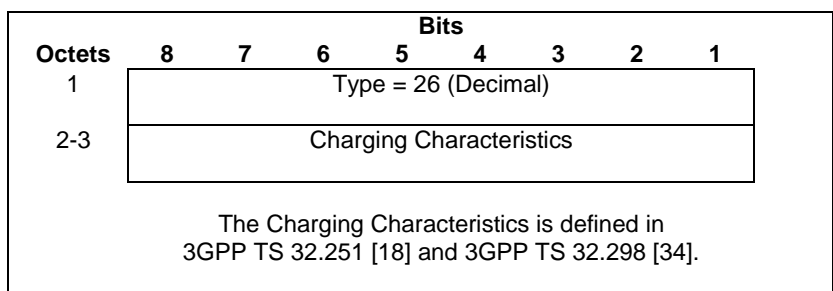 Bits
Octets 8 7 6 5 4 3 2 1
1 Type = 26 (Decimal)
2-3 Charging Characteristics
The Charging Characteristics is defined in
3GPP TS 32.251 [18] and 3GPP TS 32.298 [34].